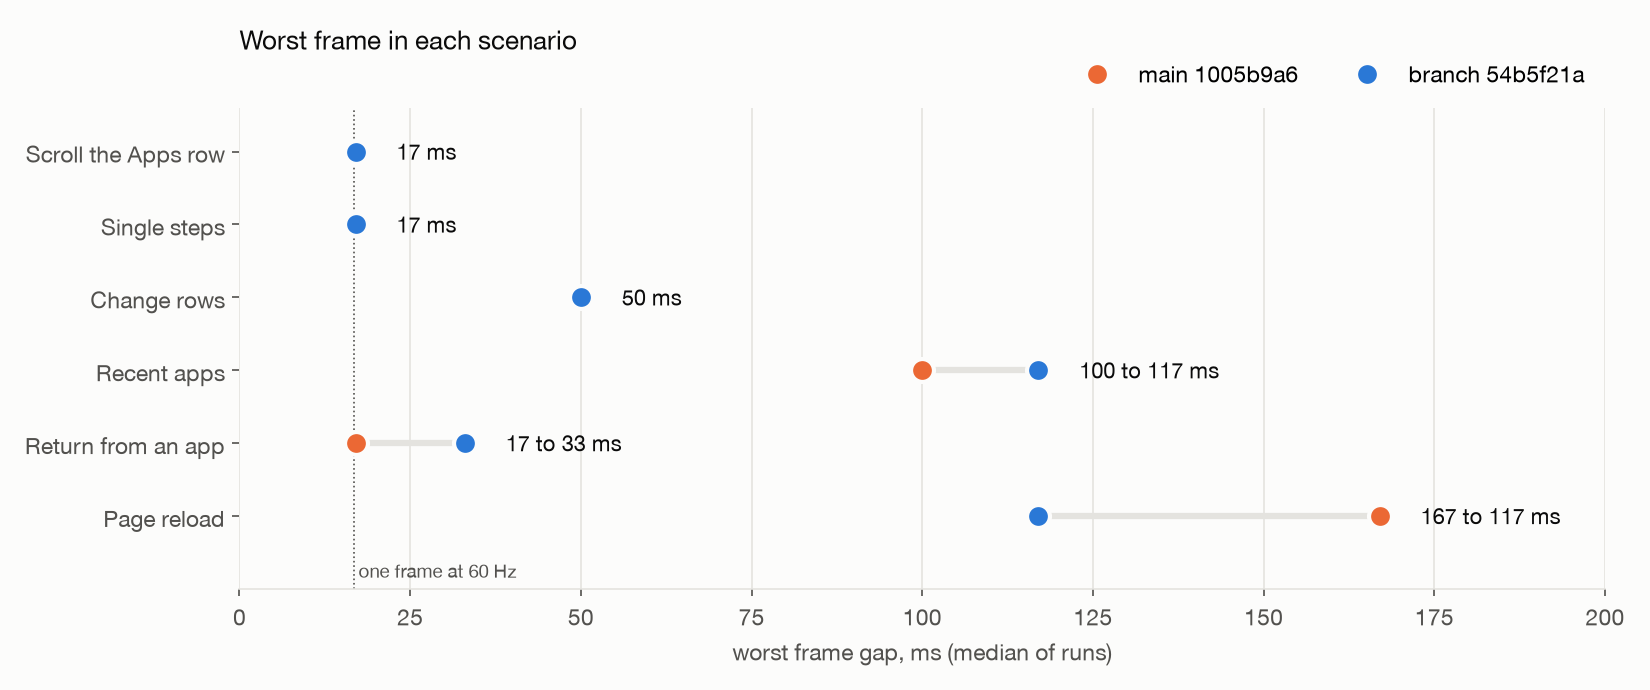 Worst frame in each scenario
main 1005b9a6
branch 54b5f21a
Scroll the Apps row
17 ms
Single steps
17 ms
Change rows
50 ms
Recent apps
100 to 117 ms
Return from an app
17 to 33 ms
Page reload
167 to 117 ms
one frame at 60 Hz
0 25 50 75 100 125 150 175 200
worst frame gap, ms (median of runs)